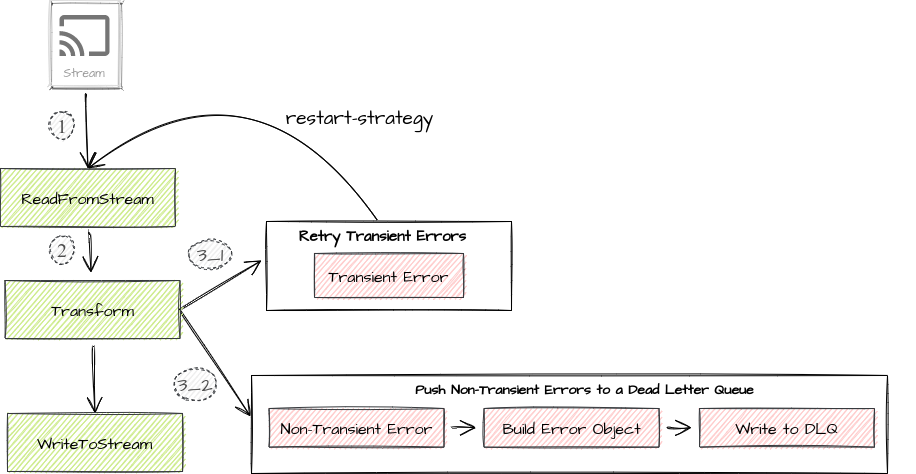 Stream
1
restart-strategy
ReadFromStream
2
3_1
Retry Transient Errors
Transient Error
Transform
3_2
Push Non-Transient Errors to a Dead Letter Queue
Non-Transient Error
Build Error Object
Write to DLQ
WriteToStream